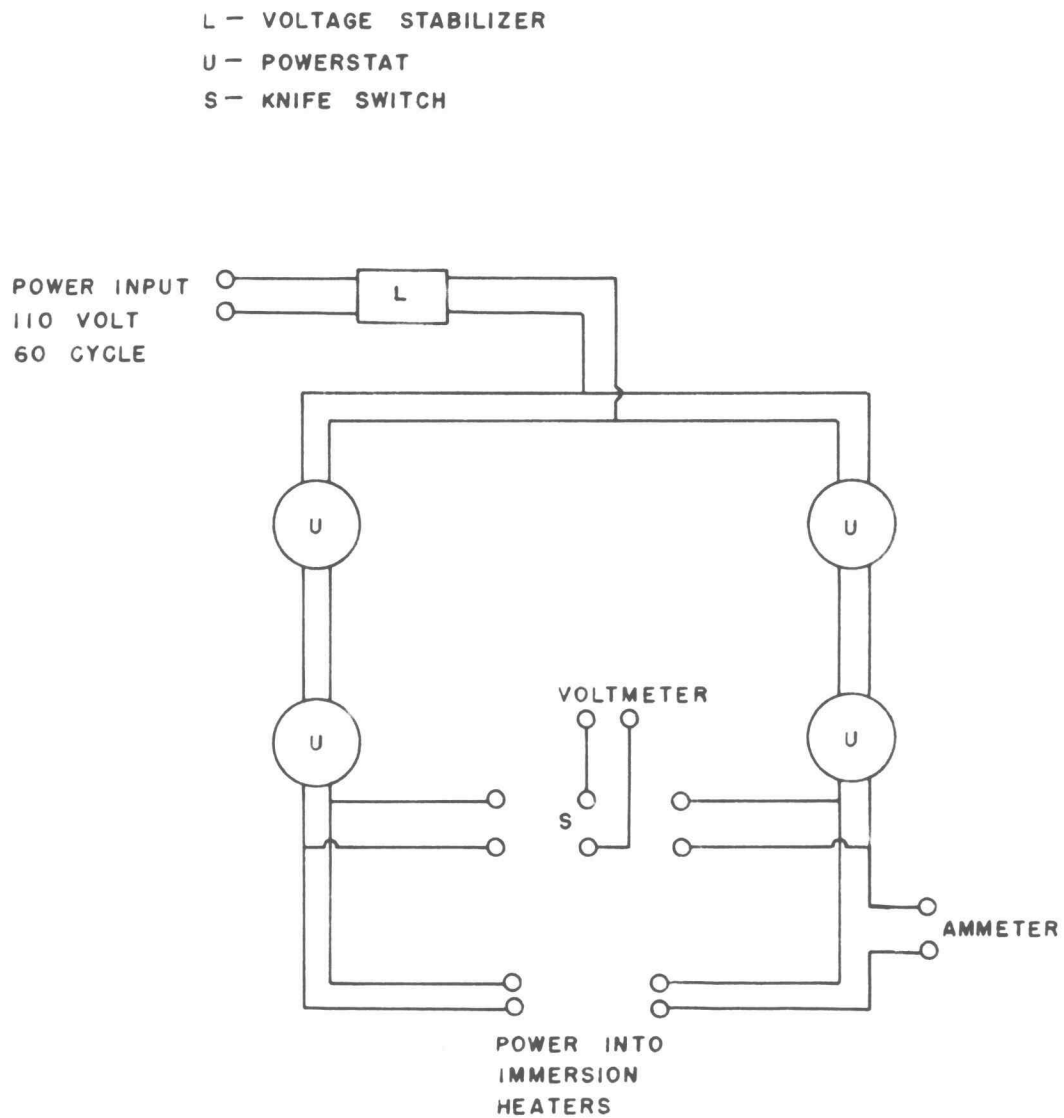 L – VOLTAGE STABILIZER
U – POWERSTAT
S – KNIFE SWITCH
POWER INPUT
110 VOLT
60 CYCLE
L
U
U
VOLTMETER
U
U
S
AMMETER
POWER INTO
IMMERSION
HEATERS